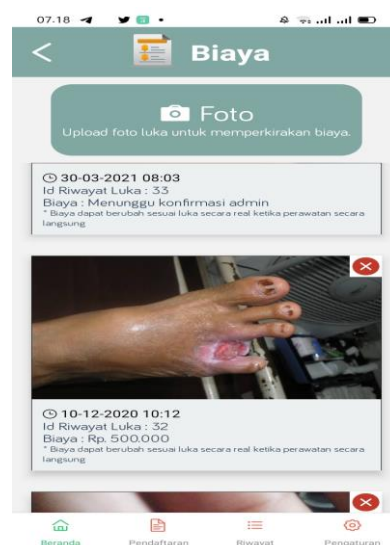 07.18
Biaya
Foto
Upload foto luka untuk memperkirakan biaya.
30-03-2021 08:03
Id Riwayat Luka : 33
Biaya : Menunggu konfirmasi admin
* Biaya dapat berubah sesuai luka secara real ketika perawatan secara
langsung
10-12-2020 10:12
Id Riwayat Luka : 32
Biaya : Rp. 500.000
* Biaya dapat berubah sesuai luka secara real ketika perawatan secara
langsung
Beranda Pendaftaran Riwayat Pengaturan